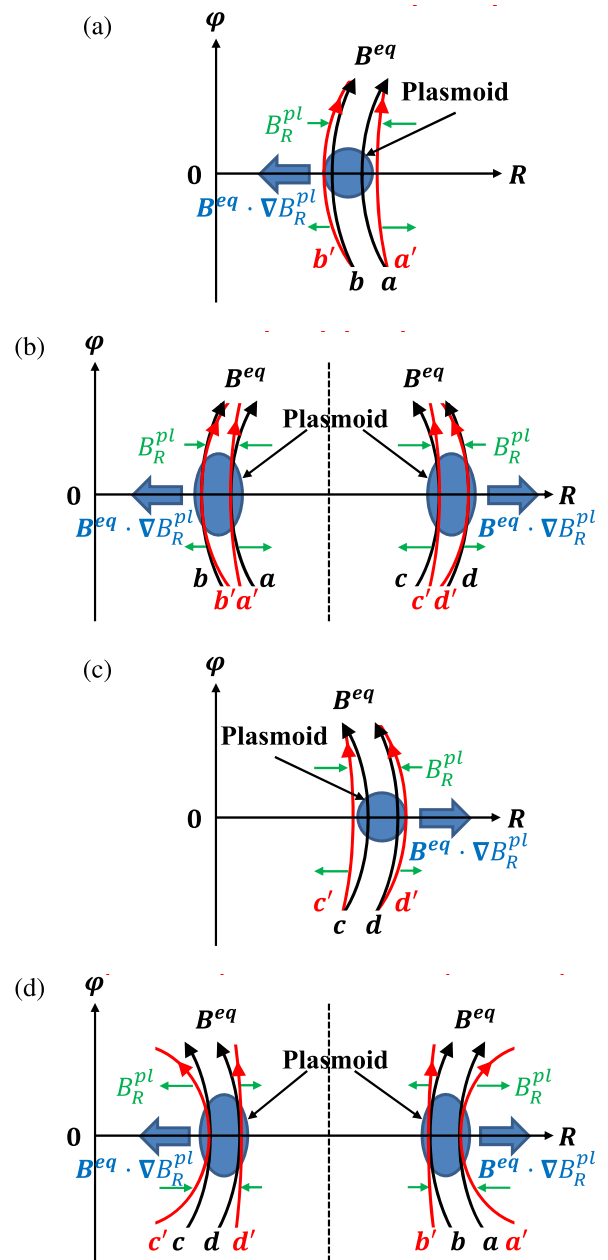 (a)
φ
B^eq
Plasmoid
B_R^pl
0
R
B^eq · ∇B_R^pl
b′
b
a
a′
(b)
φ
B^eq
B^eq
Plasmoid
B_R^pl
B_R^pl
0
R
B^eq · ∇B_R^pl
B^eq · ∇B_R^pl
b
a
c
d
b′
a′
c′
d′
(c)
φ
B^eq
Plasmoid
B_R^pl
0
R
B^eq · ∇B_R^pl
c′
c
d
d′
(d)
φ
B^eq
B^eq
Plasmoid
B_R^pl
B_R^pl
0
R
B^eq · ∇B_R^pl
B^eq · ∇B_R^pl
c′
c
d
d′
b′
b
a
a′